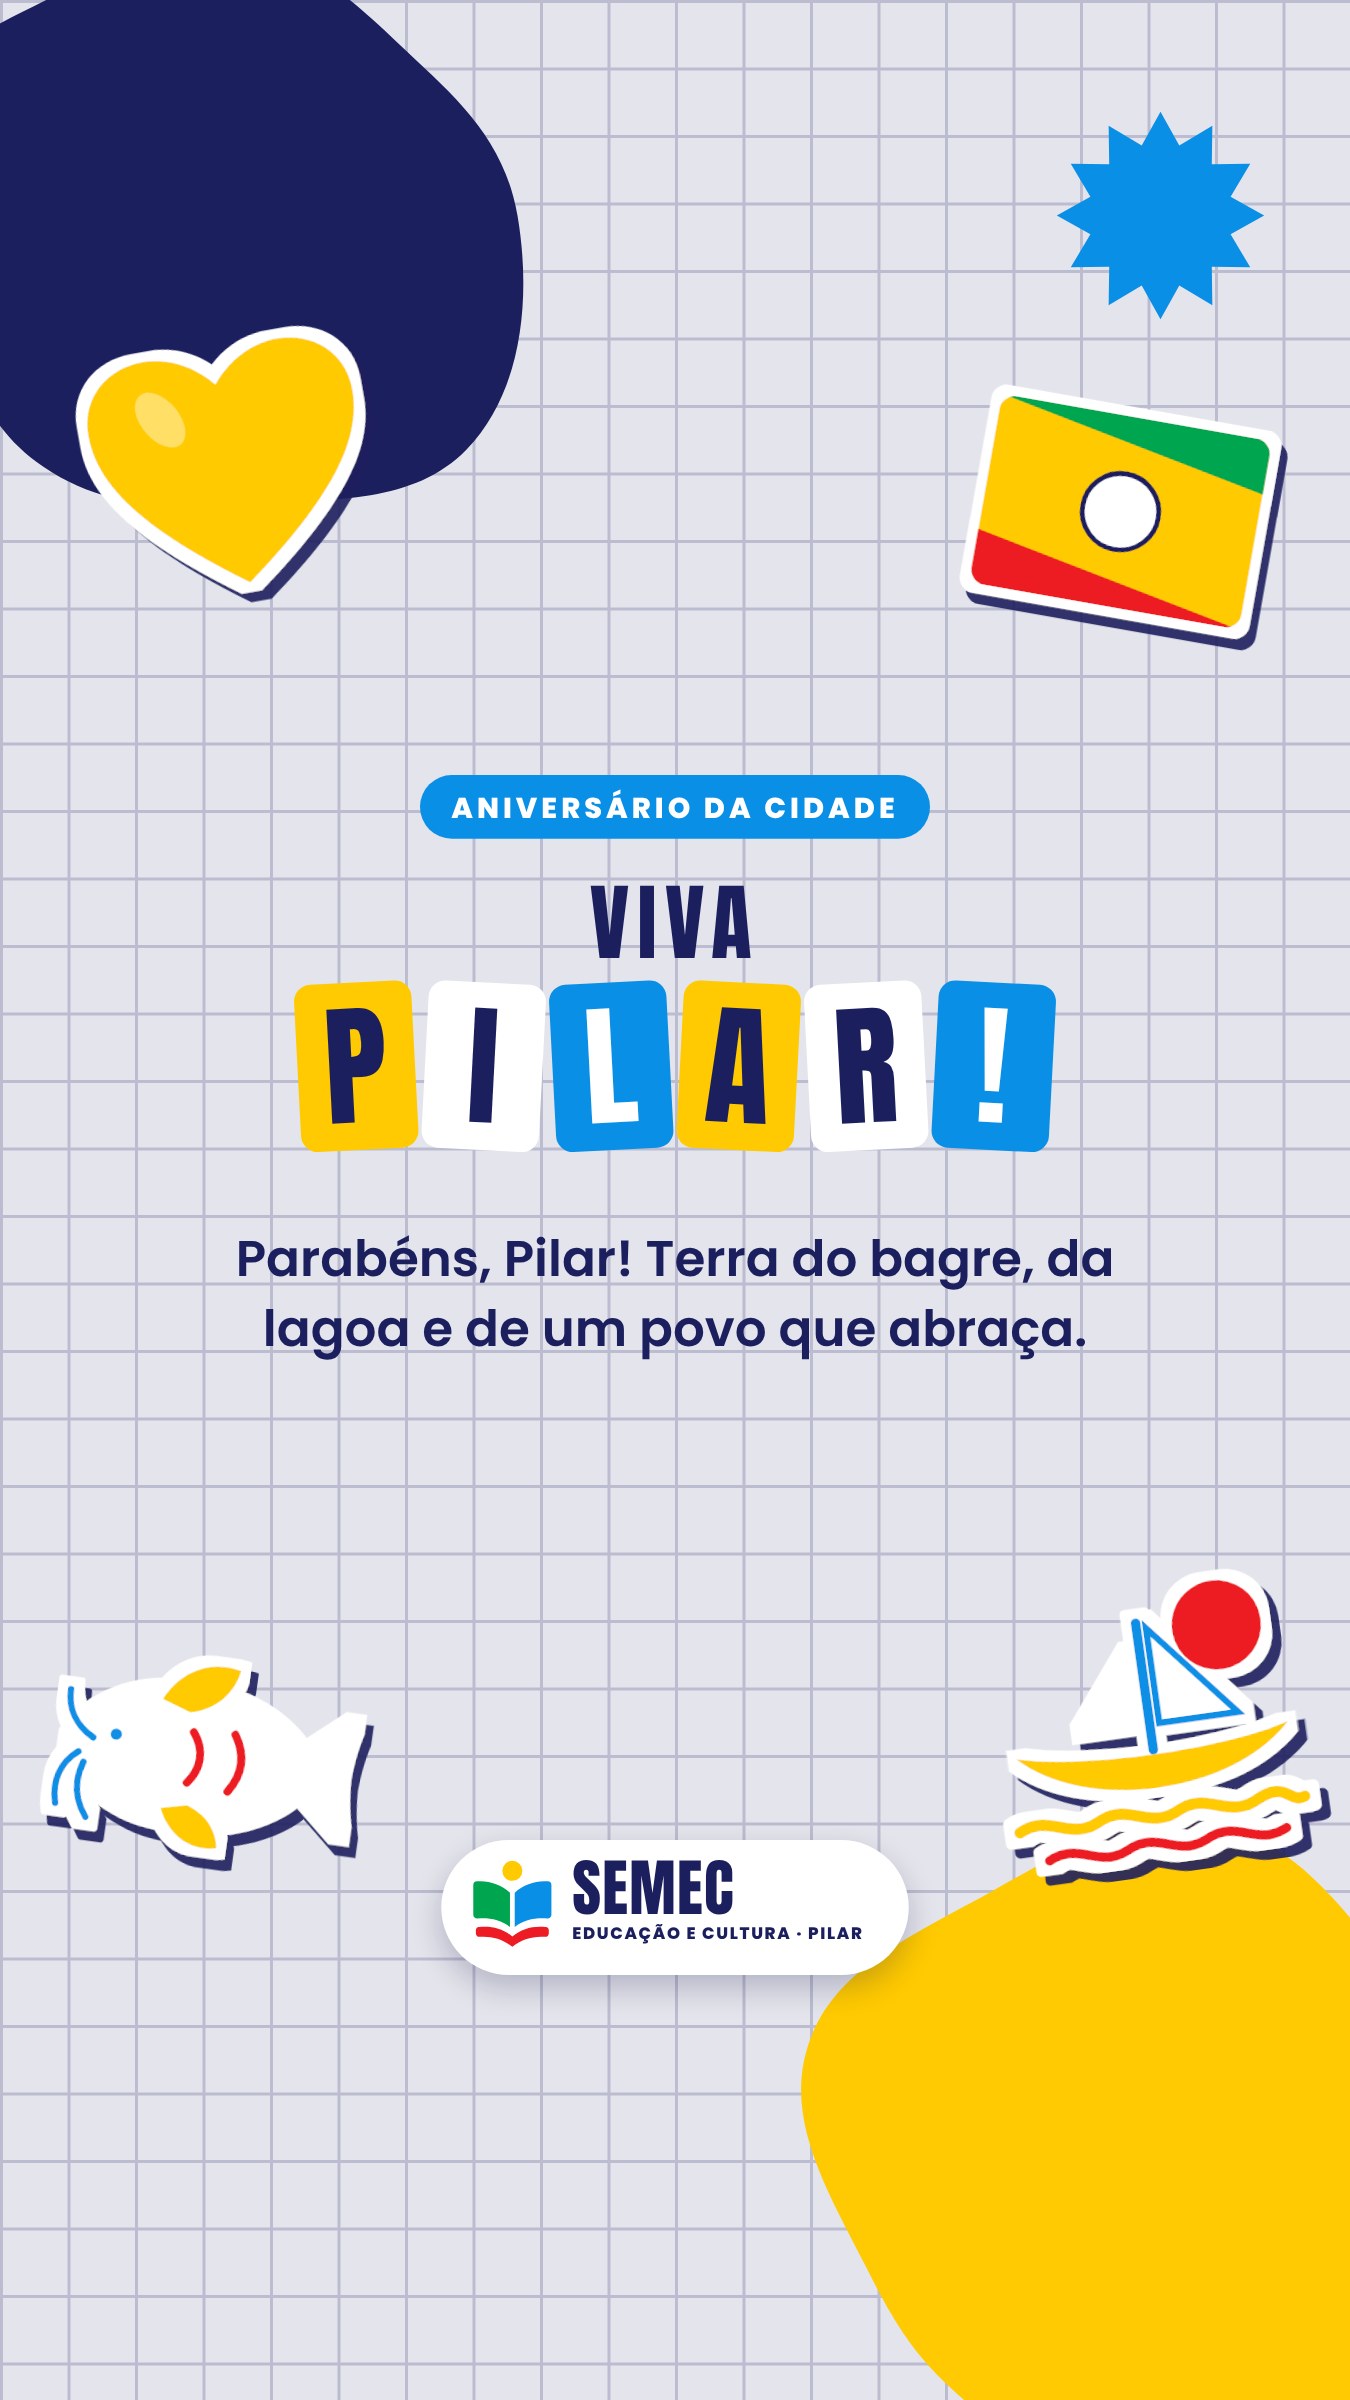 ANIVERSÁRIO DA CIDADE
VIVA
PILAR!
Parabéns, Pilar! Terra do bagre, da
lagoa e de um povo que abraça.
SEMEC
EDUCAÇÃO E CULTURA · PILAR